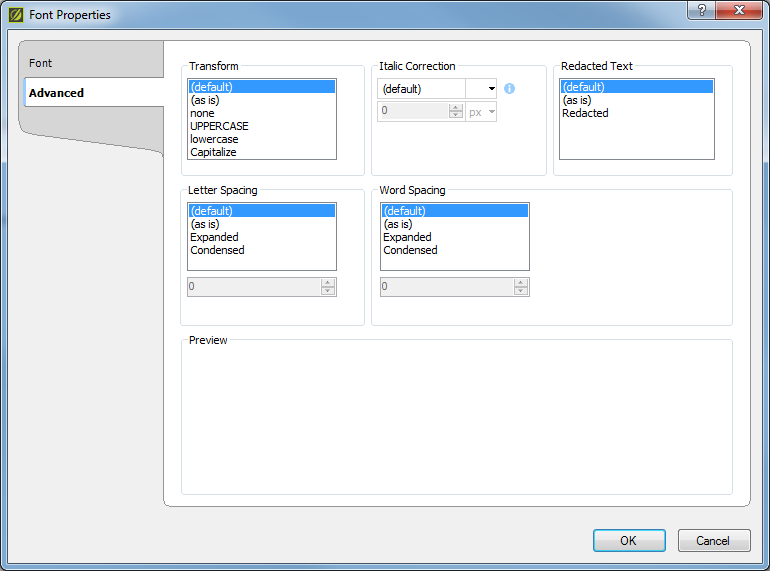 Font Properties
?
Font
Advanced
Transform
(default)
(as is)
none
UPPERCASE
lowercase
Capitalize
Italic Correction
(default)
0
px
Redacted Text
(default)
(as is)
Redacted
Letter Spacing
(default)
(as is)
Expanded
Condensed
0
Word Spacing
(default)
(as is)
Expanded
Condensed
0
Preview
OK
Cancel